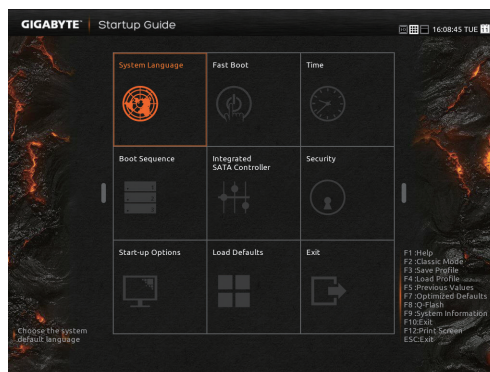 GIGABYTE™ Startup Guide
16:08:45 TUE 11
System Language
Fast Boot
Time
Boot Sequence
Integrated
SATA Controller
Security
Start-up Options
Load Defaults
Exit
Choose the system
default language
F1 :Help
F2 :Classic Mode
F3 :Save Profile
F4 :Load Profile
F5 :Previous Values
F7 :Optimized Defaults
F8 :Q-Flash
F9 :System Information
F10:Exit
F12:Print Screen
ESC:Exit